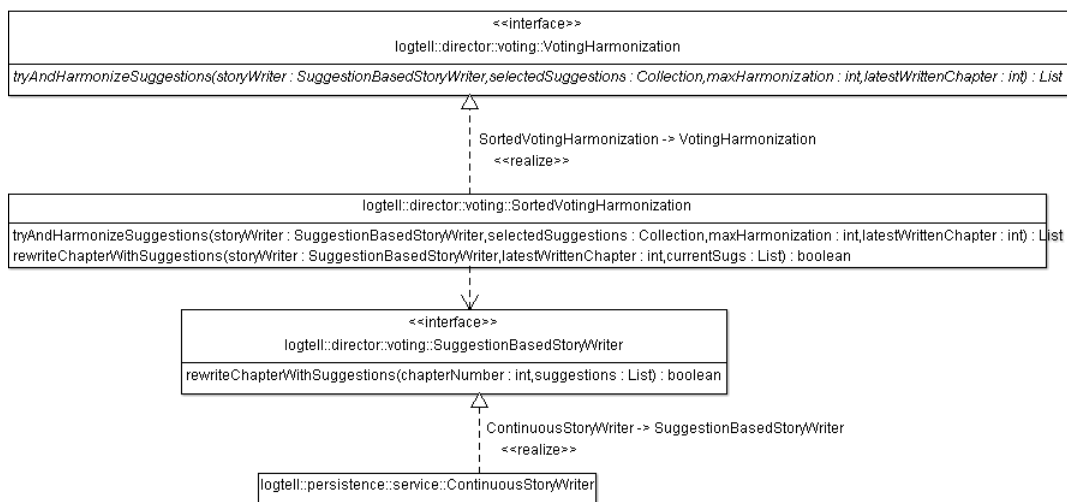 <<interface>>
logtell::director::voting::VotingHarmonization
tryAndHarmonizeSuggestions(storyWriter : SuggestionBasedStoryWriter,selectedSuggestions : Collection,maxHarmonization : int,latestWrittenChapter : int) : List
SortedVotingHarmonization -> VotingHarmonization
<<realize>>
logtell::director::voting::SortedVotingHarmonization
tryAndHarmonizeSuggestions(storyWriter : SuggestionBasedStoryWriter,selectedSuggestions : Collection,maxHarmonization : int,latestWrittenChapter : int) : List
rewriteChapterWithSuggestions(storyWriter : SuggestionBasedStoryWriter,latestWrittenChapter : int,currentSugs : List) : boolean
<<interface>>
logtell::director::voting::SuggestionBasedStoryWriter
rewriteChapterWithSuggestions(chapterNumber : int,suggestions : List) : boolean
ContinuousStoryWriter -> SuggestionBasedStoryWriter
<<realize>>
logtell::persistence::service::ContinuousStoryWriter